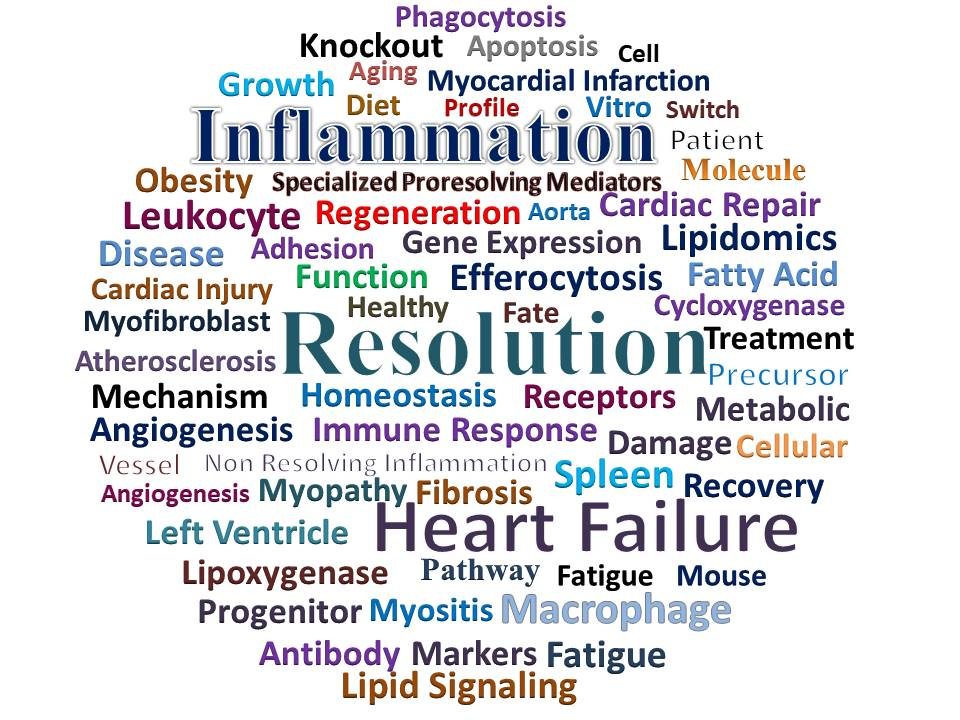 Phagocytosis
Knockout Apoptosis Cell
Growth Aging Myocardial Infarction
Diet Profile Vitro Switch
Inflammation Patient
Obesity Specialized Proresolving Mediators Molecule
Leukocyte Regeneration Aorta Cardiac Repair
Disease Adhesion Gene Expression Lipidomics
Cardiac Injury Function Efferocytosis Fatty Acid
Healthy Fate Cycloxygenase
Myofibroblast Resolution Treatment
Atherosclerosis Precursor
Mechanism Homeostasis Receptors Metabolic
Angiogenesis Immune Response Damage Cellular
Vessel Non Resolving Inflammation Spleen
Angiogenesis Myopathy Fibrosis Recovery
Left Ventricle Heart Failure
Lipoxygenase Pathway Fatigue Mouse
Progenitor Myositis Macrophage
Antibody Markers Fatigue
Lipid Signaling